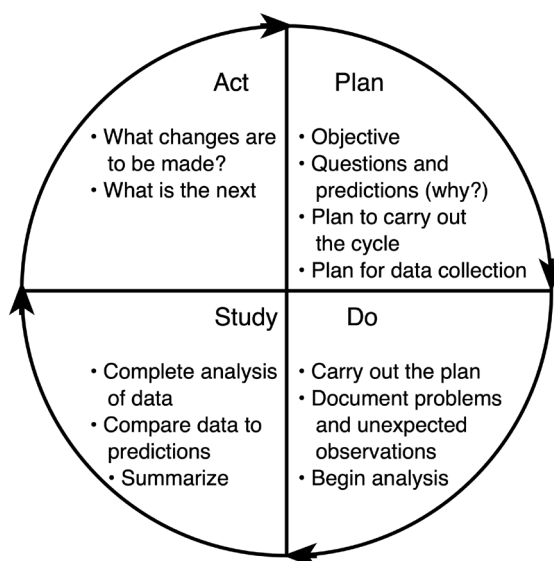 Act
• What changes are
to be made?
• What is the next
Plan
• Objective
• Questions and
predictions (why?)
• Plan to carry out
the cycle
• Plan for data collection
Study
• Complete analysis
of data
• Compare data to
predictions
• Summarize
Do
• Carry out the plan
• Document problems
and unexpected
observations
• Begin analysis